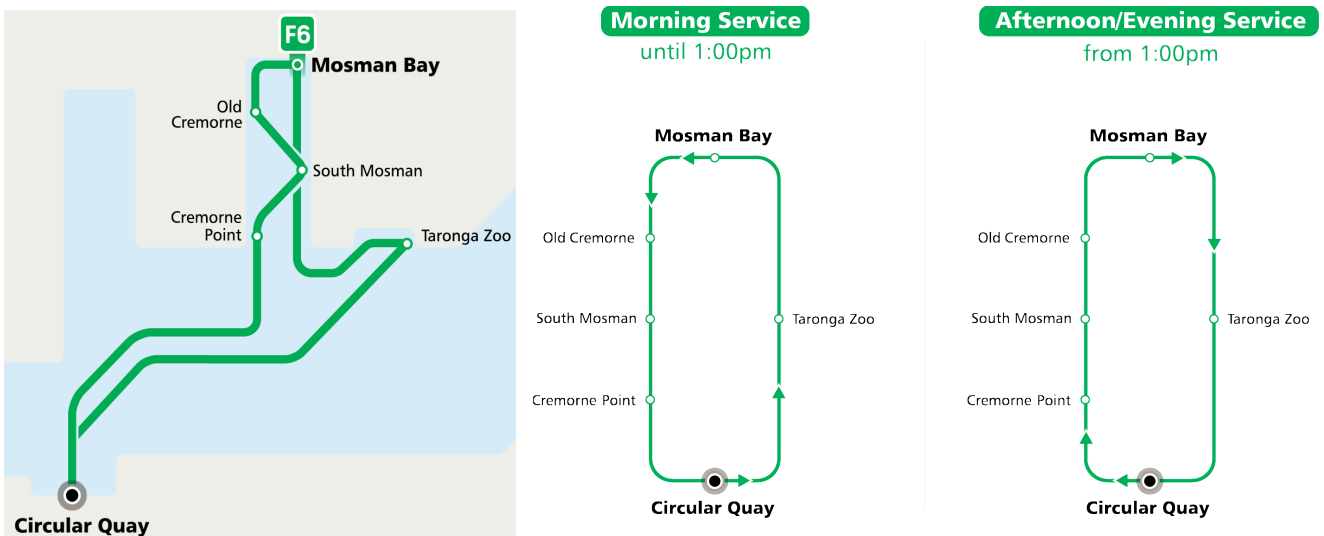 F6
Mosman Bay
Old
Cremorne
South Mosman
Cremorne
Point
Taronga Zoo
Circular Quay
Morning Service
until 1:00pm
Mosman Bay
Old Cremorne
South Mosman
Taronga Zoo
Cremorne Point
Circular Quay
Afternoon/Evening Service
from 1:00pm
Mosman Bay
Old Cremorne
South Mosman
Taronga Zoo
Cremorne Point
Circular Quay